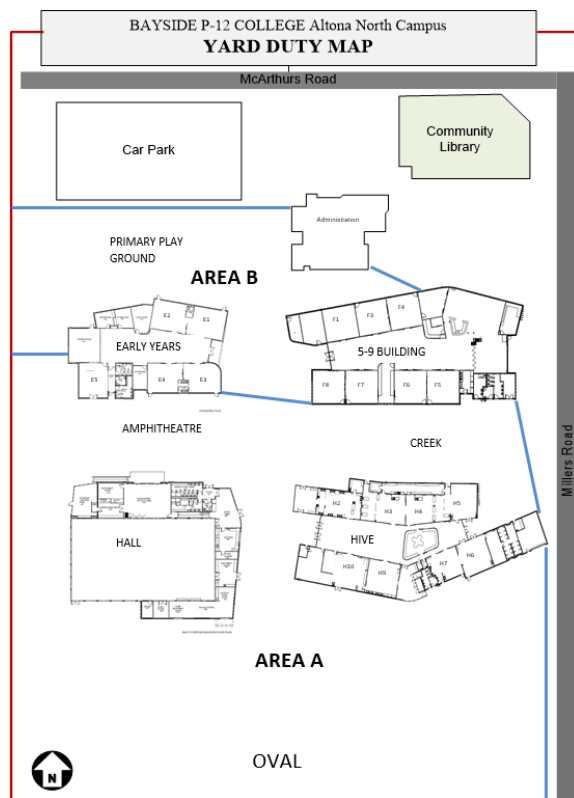 BAYSIDE P-12 COLLEGE Altona North Campus
YARD DUTY MAP
McArthurs Road
Car Park
Community
Library
Administration
PRIMARY PLAY
GROUND
AREA B
E2
E1
F1
F3
F4
EARLY YEARS
5-9 BUILDING
E5
E4
E3
F8
F7
F6
F5
AMPHITHEATRE
CREEK
Millers Road
H2
H3
H4
H5
HALL
HIVE
H10
H9
H7
H6
AREA A
OVAL
N